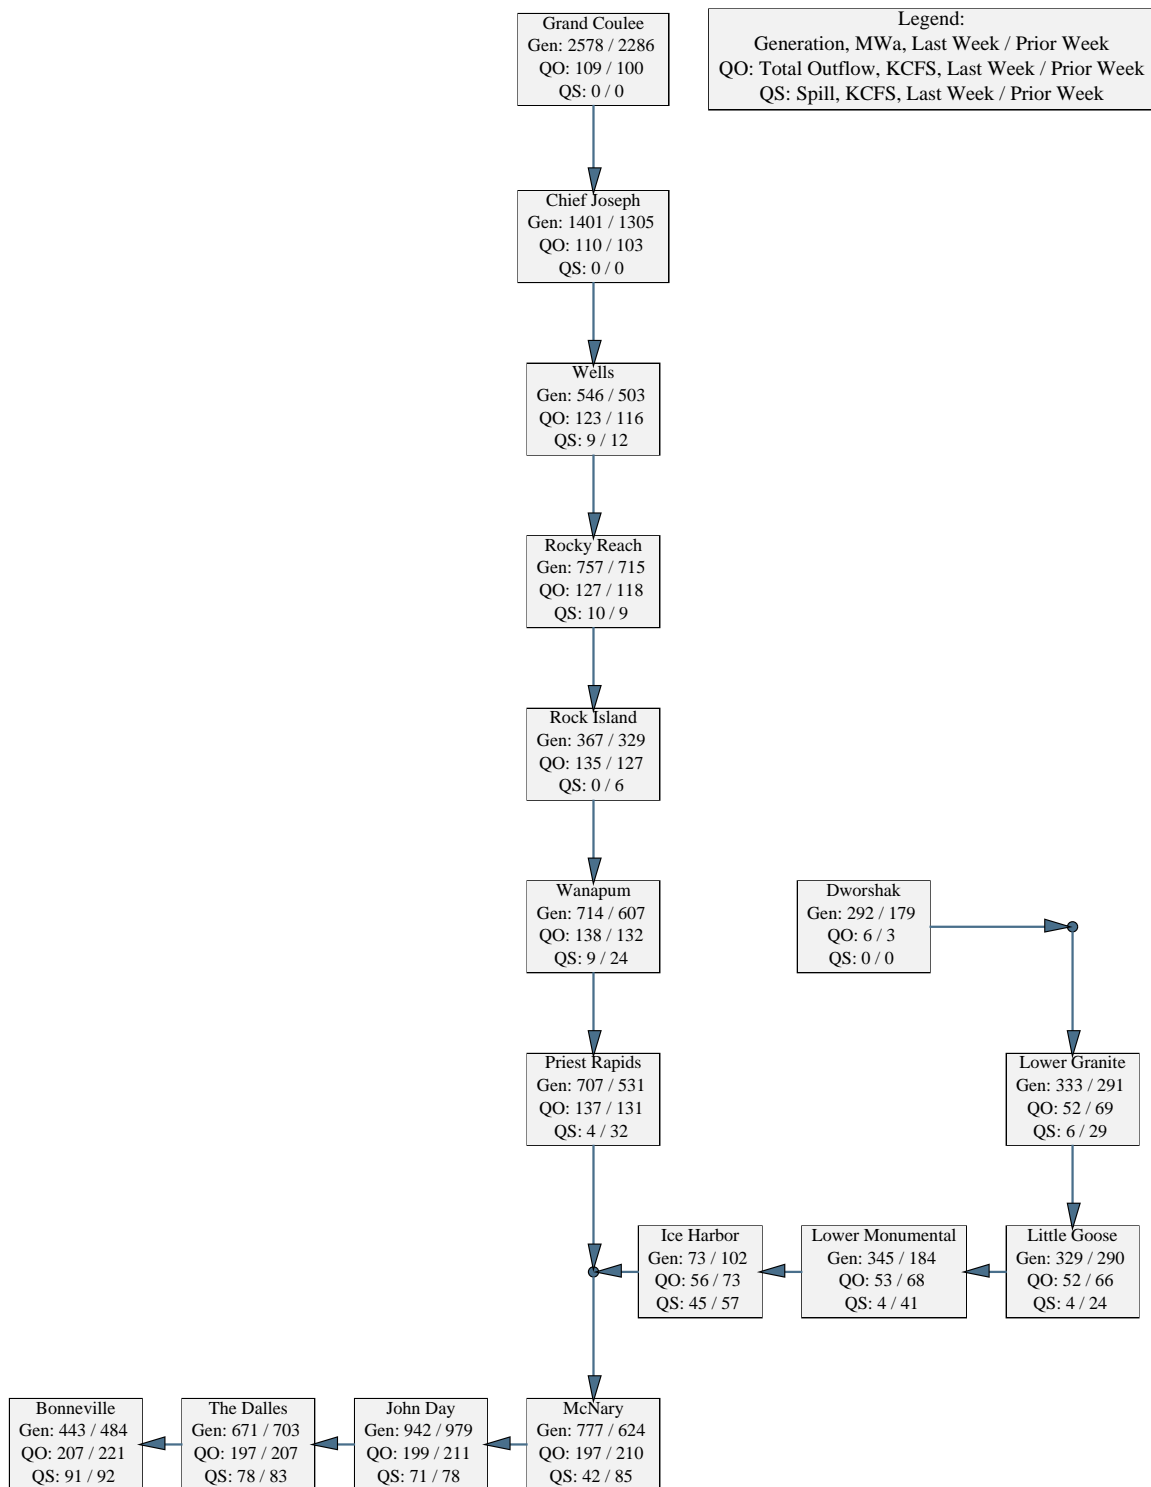 Grand Coulee
Gen: 2578 / 2286
QO: 109 / 100
QS: 0 / 0
Legend:
Generation, MWa, Last Week / Prior Week
QO: Total Outflow, KCFS, Last Week / Prior Week
QS: Spill, KCFS, Last Week / Prior Week
Chief Joseph
Gen: 1401 / 1305
QO: 110 / 103
QS: 0 / 0
Wells
Gen: 546 / 503
QO: 123 / 116
QS: 9 / 12
Rocky Reach
Gen: 757 / 715
QO: 127 / 118
QS: 10 / 9
Rock Island
Gen: 367 / 329
QO: 135 / 127
QS: 0 / 6
Wanapum
Gen: 714 / 607
QO: 138 / 132
QS: 9 / 24
Dworshak
Gen: 292 / 179
QO: 6 / 3
QS: 0 / 0
Priest Rapids
Gen: 707 / 531
QO: 137 / 131
QS: 4 / 32
Lower Granite
Gen: 333 / 291
QO: 52 / 69
QS: 6 / 29
Ice Harbor
Gen: 73 / 102
QO: 56 / 73
QS: 45 / 57
Lower Monumental
Gen: 345 / 184
QO: 53 / 68
QS: 4 / 41
Little Goose
Gen: 329 / 290
QO: 52 / 66
QS: 4 / 24
Bonneville
Gen: 443 / 484
QO: 207 / 221
QS: 91 / 92
The Dalles
Gen: 671 / 703
QO: 197 / 207
QS: 78 / 83
John Day
Gen: 942 / 979
QO: 199 / 211
QS: 71 / 78
McNary
Gen: 777 / 624
QO: 197 / 210
QS: 42 / 85